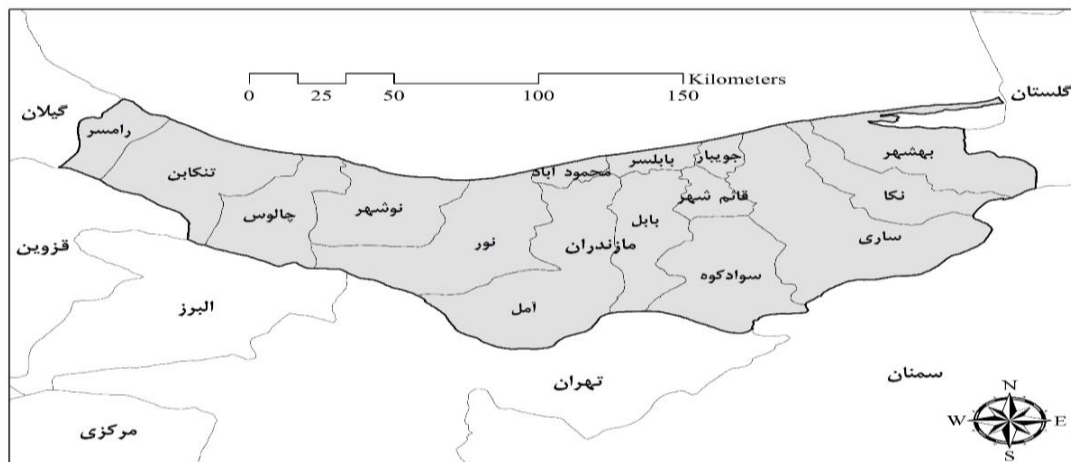 Kilometers
0 25 50 100 150
گلستان
گیلان
رامسر
تنکابن
چالوس
نوشهر
نور
آمل
محمود آباد
مازندران
بابلسر
بابل
جویبار
قائم شهر
سوادکوه
ساری
نکا
بهشهر
قزوین
البرز
تهران
سمنان
مرکزی
N
W E
S